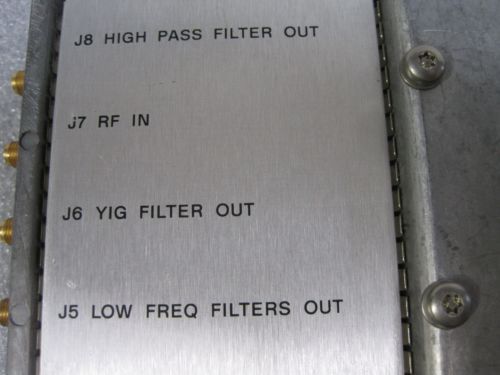 J8 HIGH PASS FILTER OUT
J7 RF IN
J6 YIG FILTER OUT
J5 LOW FREQ FILTERS OUT